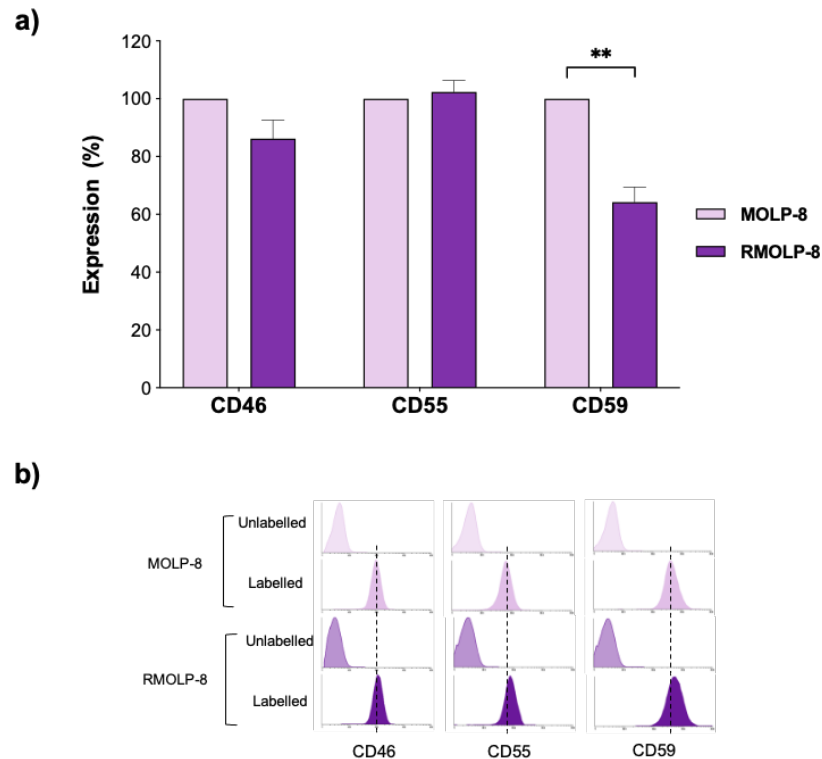 a)
120
100
80
60
40
20
0
Expression (%)
**
CD46 CD55 CD59
MOLP-8
RMOLP-8
b)
MOLP-8
Unlabelled
Labelled
RMOLP-8
Unlabelled
Labelled
CD46 CD55 CD59